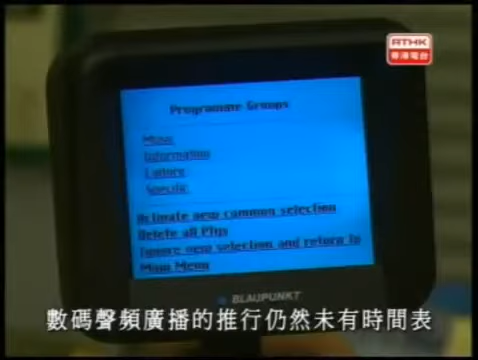 RTHK
香港電台
Programme Groups
Music
Information
Culture
Specific
Activate new common selection
Delete all PTys
Ignore new selection and return to
Main Menu
BLAUPUNKT
數碼聲頻廣播的推行仍然未有時間表